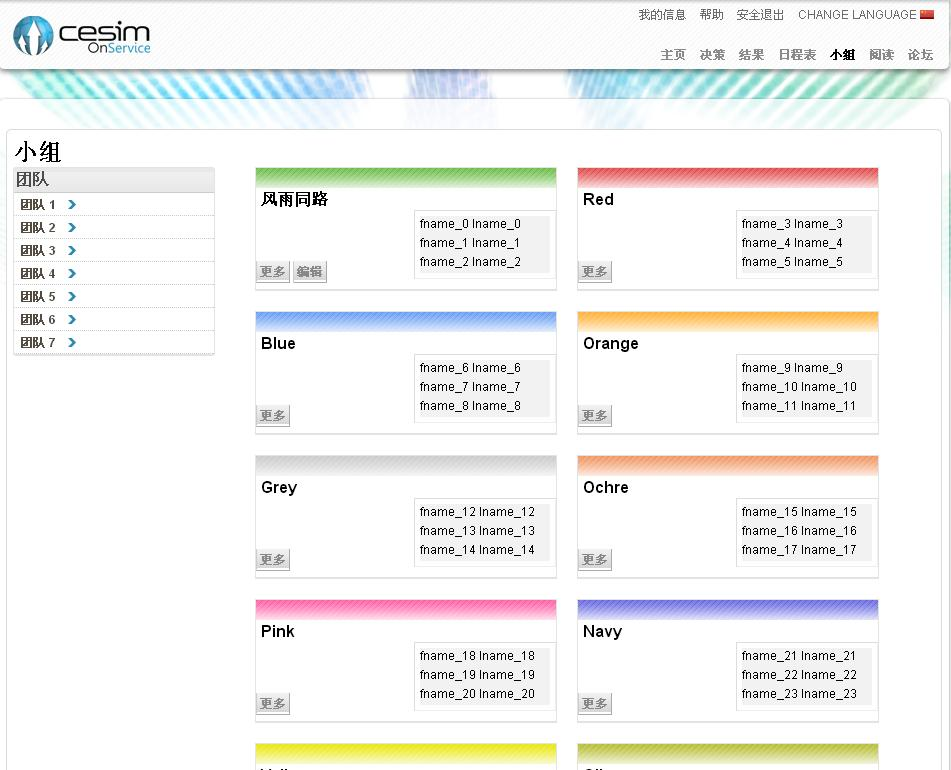 cesim
OnService
我的信息 帮助 安全退出 CHANGE LANGUAGE
主页 决策 结果 日程表 小组 阅读 论坛
小组
团队
团队 1
团队 2
团队 3
团队 4
团队 5
团队 6
团队 7
风雨同路
fname_0 lname_0
fname_1 lname_1
fname_2 lname_2
更多 编辑
Red
fname_3 lname_3
fname_4 lname_4
fname_5 lname_5
更多
Blue
fname_6 lname_6
fname_7 lname_7
fname_8 lname_8
更多
Orange
fname_9 lname_9
fname_10 lname_10
fname_11 lname_11
更多
Grey
fname_12 lname_12
fname_13 lname_13
fname_14 lname_14
更多
Ochre
fname_15 lname_15
fname_16 lname_16
fname_17 lname_17
更多
Pink
fname_18 lname_18
fname_19 lname_19
fname_20 lname_20
更多
Navy
fname_21 lname_21
fname_22 lname_22
fname_23 lname_23
更多